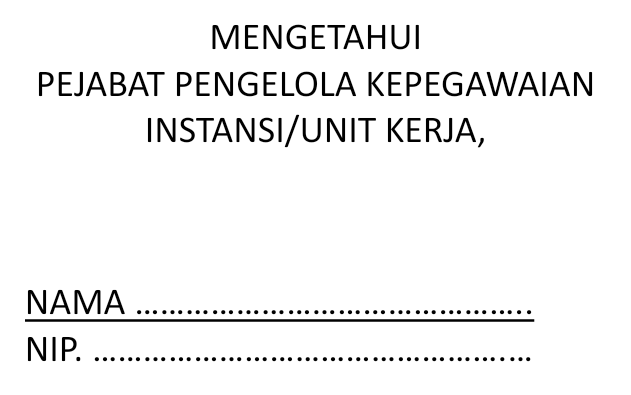 MENGETAHUI
PEJABAT PENGELOLA KEPEGAWAIAN
INSTANSI/UNIT KERJA,
NAMA ……………………………………..
NIP. ……………………………………….…